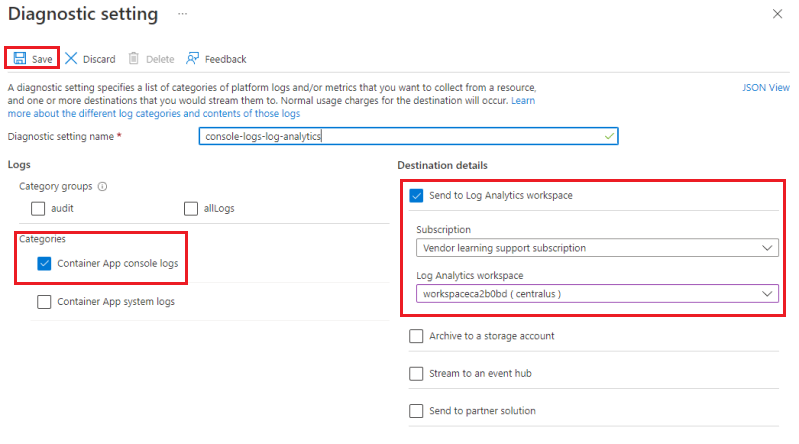 Diagnostic setting ...
Save Discard Delete Feedback
A diagnostic setting specifies a list of categories of platform logs and/or metrics that you want to collect from a resource,
and one or more destinations that you would stream them to. Normal usage charges for the destination will occur. Learn
more about the different log categories and contents of those logs
JSON View
Diagnostic setting name *
console-logs-log-analytics
Logs
Category groups
audit
allLogs
Categories
Container App console logs
Container App system logs
Destination details
Send to Log Analytics workspace
Subscription
Vendor learning support subscription
Log Analytics workspace
workspaceca2b0bd ( centralus )
Archive to a storage account
Stream to an event hub
Send to partner solution